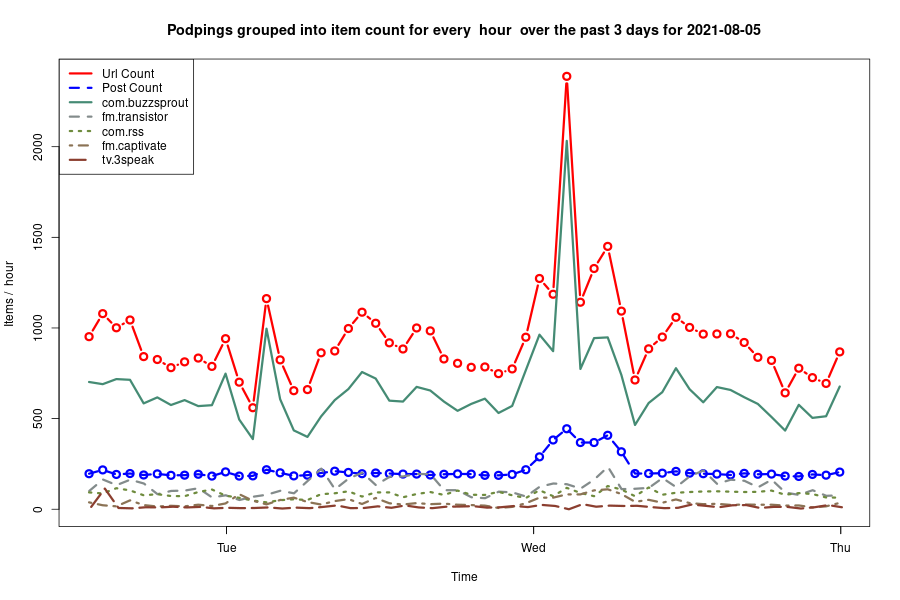 Podpings grouped into item count for every  hour  over the past 3 days for 2021-08-05
Url Count
Post Count
com.buzzsprout
fm.transistor
com.rss
fm.captivate
tv.3speak
Items /  hour
2000
1500
1000
500
0
Tue
Wed
Thu
Time